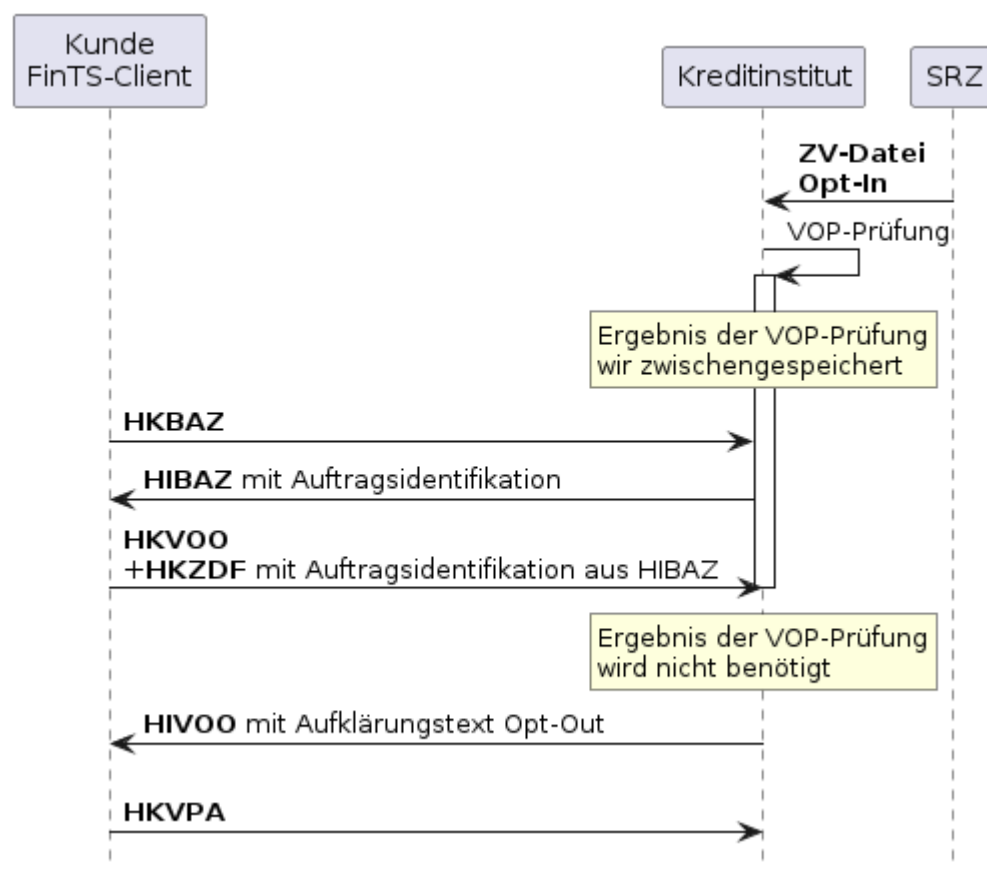 Kunde
FinTS-Client
Kreditinstitut
SRZ
ZV-Datei
Opt-In
VOP-Prüfung
Ergebnis der VOP-Prüfung
wir zwischengespeichert
HKBAZ
HIBAZ mit Auftragsidentifikation
HKVOO
+HKZDF mit Auftragsidentifikation aus HIBAZ
Ergebnis der VOP-Prüfung
wird nicht benötigt
HIVOO mit Aufklärungstext Opt-Out
HKVPA